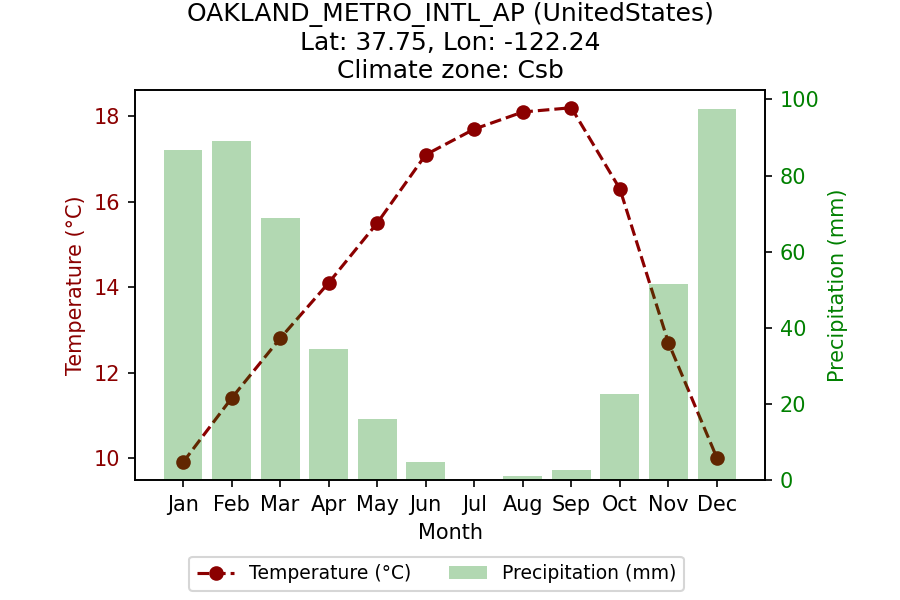 OAKLAND_METRO_INTL_AP (UnitedStates)
Lat: 37.75, Lon: -122.24
Climate zone: Csb
18
16
14
12
10
Temperature (°C)
100
80
60
40
20
0
Precipitation (mm)
Jan Feb Mar Apr May Jun Jul Aug Sep Oct Nov Dec
Month
Temperature (°C) Precipitation (mm)